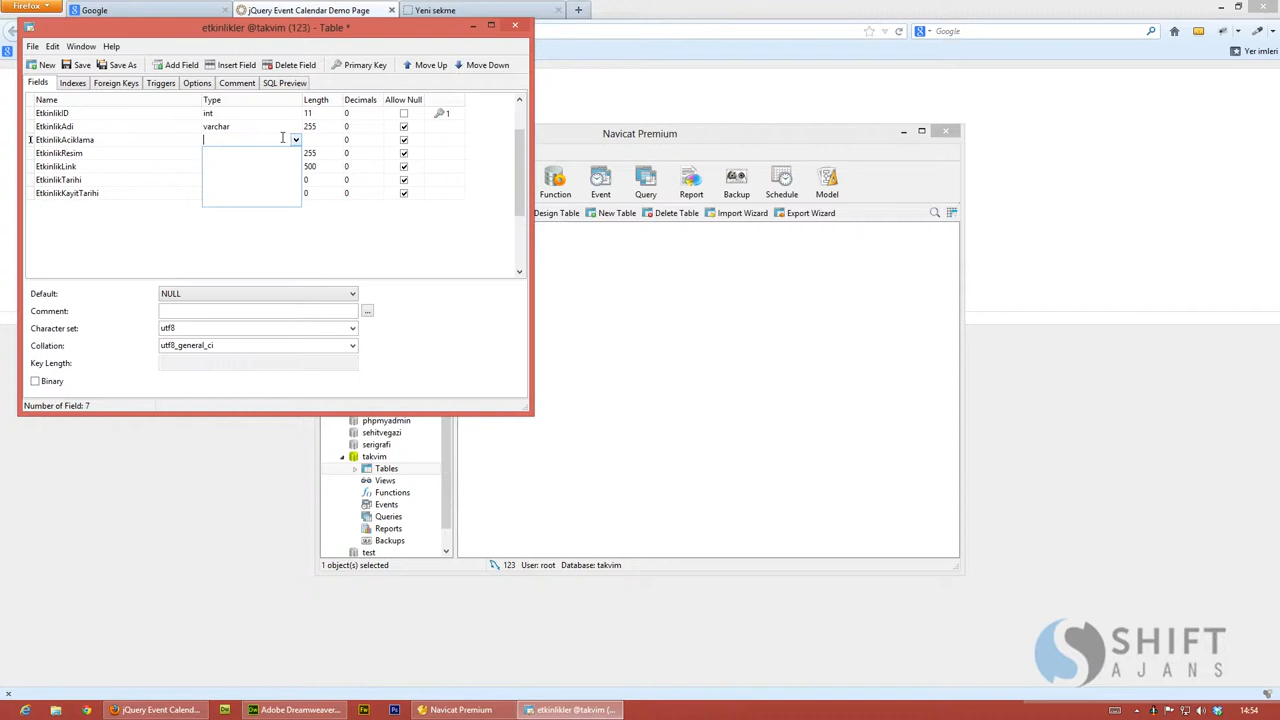 Firefox
Google
jQuery Event Calendar Demo Page
Yeni sekme
Google
Yer imleri
etkinlikler @takvim (123) - Table *
File Edit Window Help
New Save Save As Add Field Insert Field Delete Field Primary Key Move Up Move Down
Fields Indexes Foreign Keys Triggers Options Comment SQL Preview
Name Type Length Decimals Allow Null
EtkinlikID int 11 0 1
EtkinlikAdi varchar 255 0
EtkinlikAciklama 0
EtkinlikResim 255 0
EtkinlikLink 500 0
EtkinlikTarihi 0 0
EtkinlikKayitTarihi 0 0
Default: NULL
Comment: ...
Character set: utf8
Collation: utf8_general_ci
Key Length:
Binary
Number of Field: 7
Navicat Premium
Function Event Query Report Backup Schedule Model
Design Table New Table Delete Table Import Wizard Export Wizard
phpmyadmin
sehitvegazi
serigrafi
takvim
Tables
Views
Functions
Events
Queries
Reports
Backups
test
1 object(s) selected 123 User: root Database: takvim
SHIFT
AJANS
jQuery Event Calend...
Adobe Dreamweaver...
Navicat Premium
etkinlikler @takvim (...
14:54